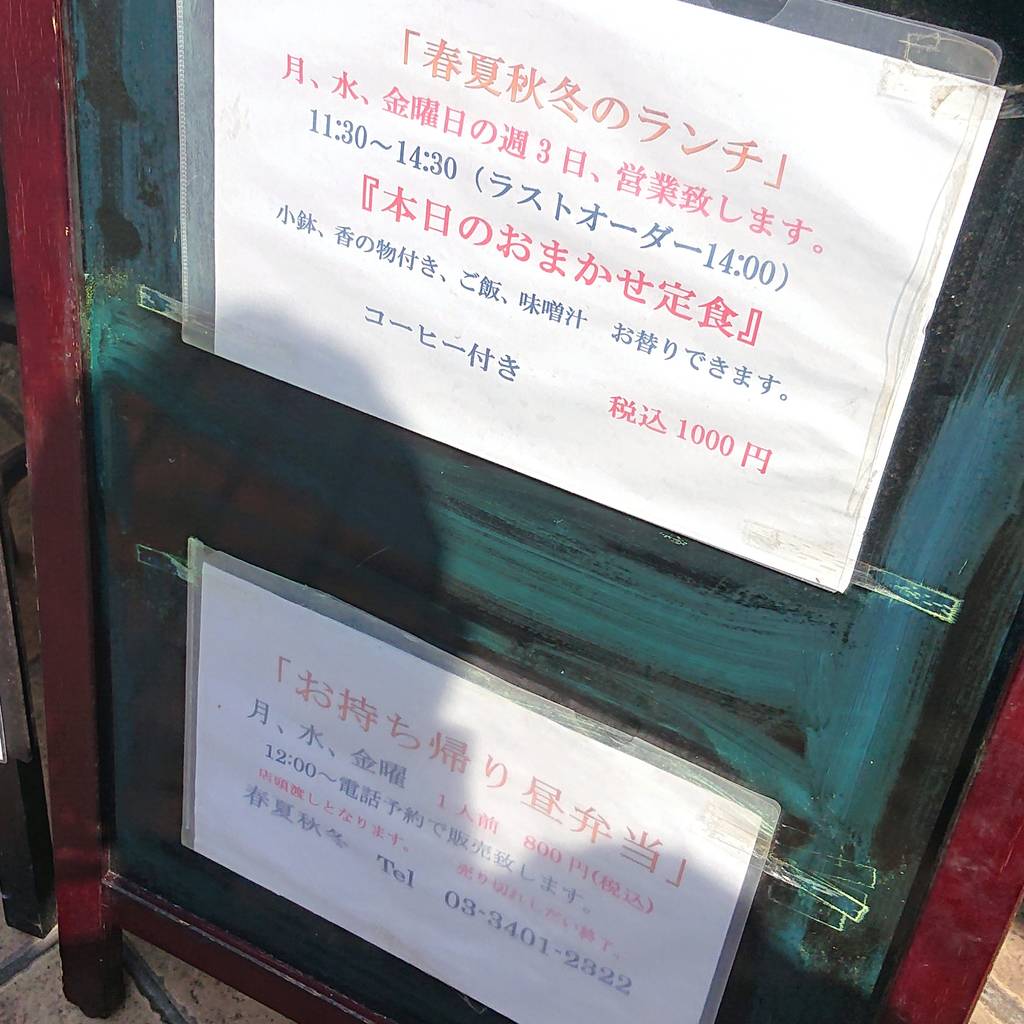 「春夏秋冬のランチ」
月、水、金曜日の週3日、営業致します。
11:30～14:30（ラストオーダー14:00）
『本日のおまかせ定食』
小鉢、香の物付き、ご飯、味噌汁　お替りできます。
コーヒー付き
税込 1000 円
「お持ち帰り昼弁当」
月、水、金曜　1人前　800円(税込)
12:00～電話予約で販売致します。
店頭渡しとなります。　売り切れしだい終了。
春夏秋冬　Tel　03-3401-2322